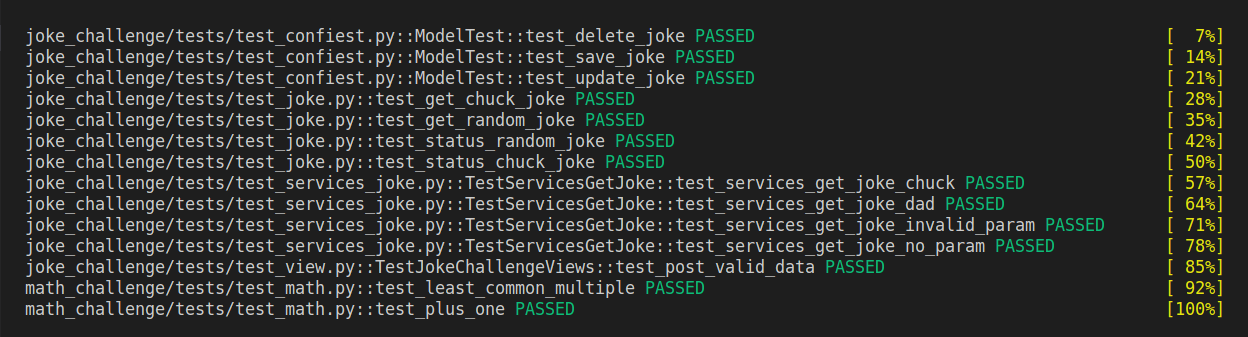 joke_challenge/tests/test_confiest.py::ModelTest::test_delete_joke PASSED [  7%]
joke_challenge/tests/test_confiest.py::ModelTest::test_save_joke PASSED [ 14%]
joke_challenge/tests/test_confiest.py::ModelTest::test_update_joke PASSED [ 21%]
joke_challenge/tests/test_joke.py::test_get_chuck_joke PASSED [ 28%]
joke_challenge/tests/test_joke.py::test_get_random_joke PASSED [ 35%]
joke_challenge/tests/test_joke.py::test_status_random_joke PASSED [ 42%]
joke_challenge/tests/test_joke.py::test_status_chuck_joke PASSED [ 50%]
joke_challenge/tests/test_services_joke.py::TestServicesGetJoke::test_services_get_joke_chuck PASSED [ 57%]
joke_challenge/tests/test_services_joke.py::TestServicesGetJoke::test_services_get_joke_dad PASSED [ 64%]
joke_challenge/tests/test_services_joke.py::TestServicesGetJoke::test_services_get_joke_invalid_param PASSED [ 71%]
joke_challenge/tests/test_services_joke.py::TestServicesGetJoke::test_services_get_joke_no_param PASSED [ 78%]
joke_challenge/tests/test_view.py::TestJokeChallengeViews::test_post_valid_data PASSED [ 85%]
math_challenge/tests/test_math.py::test_least_common_multiple PASSED [ 92%]
math_challenge/tests/test_math.py::test_plus_one PASSED [100%]